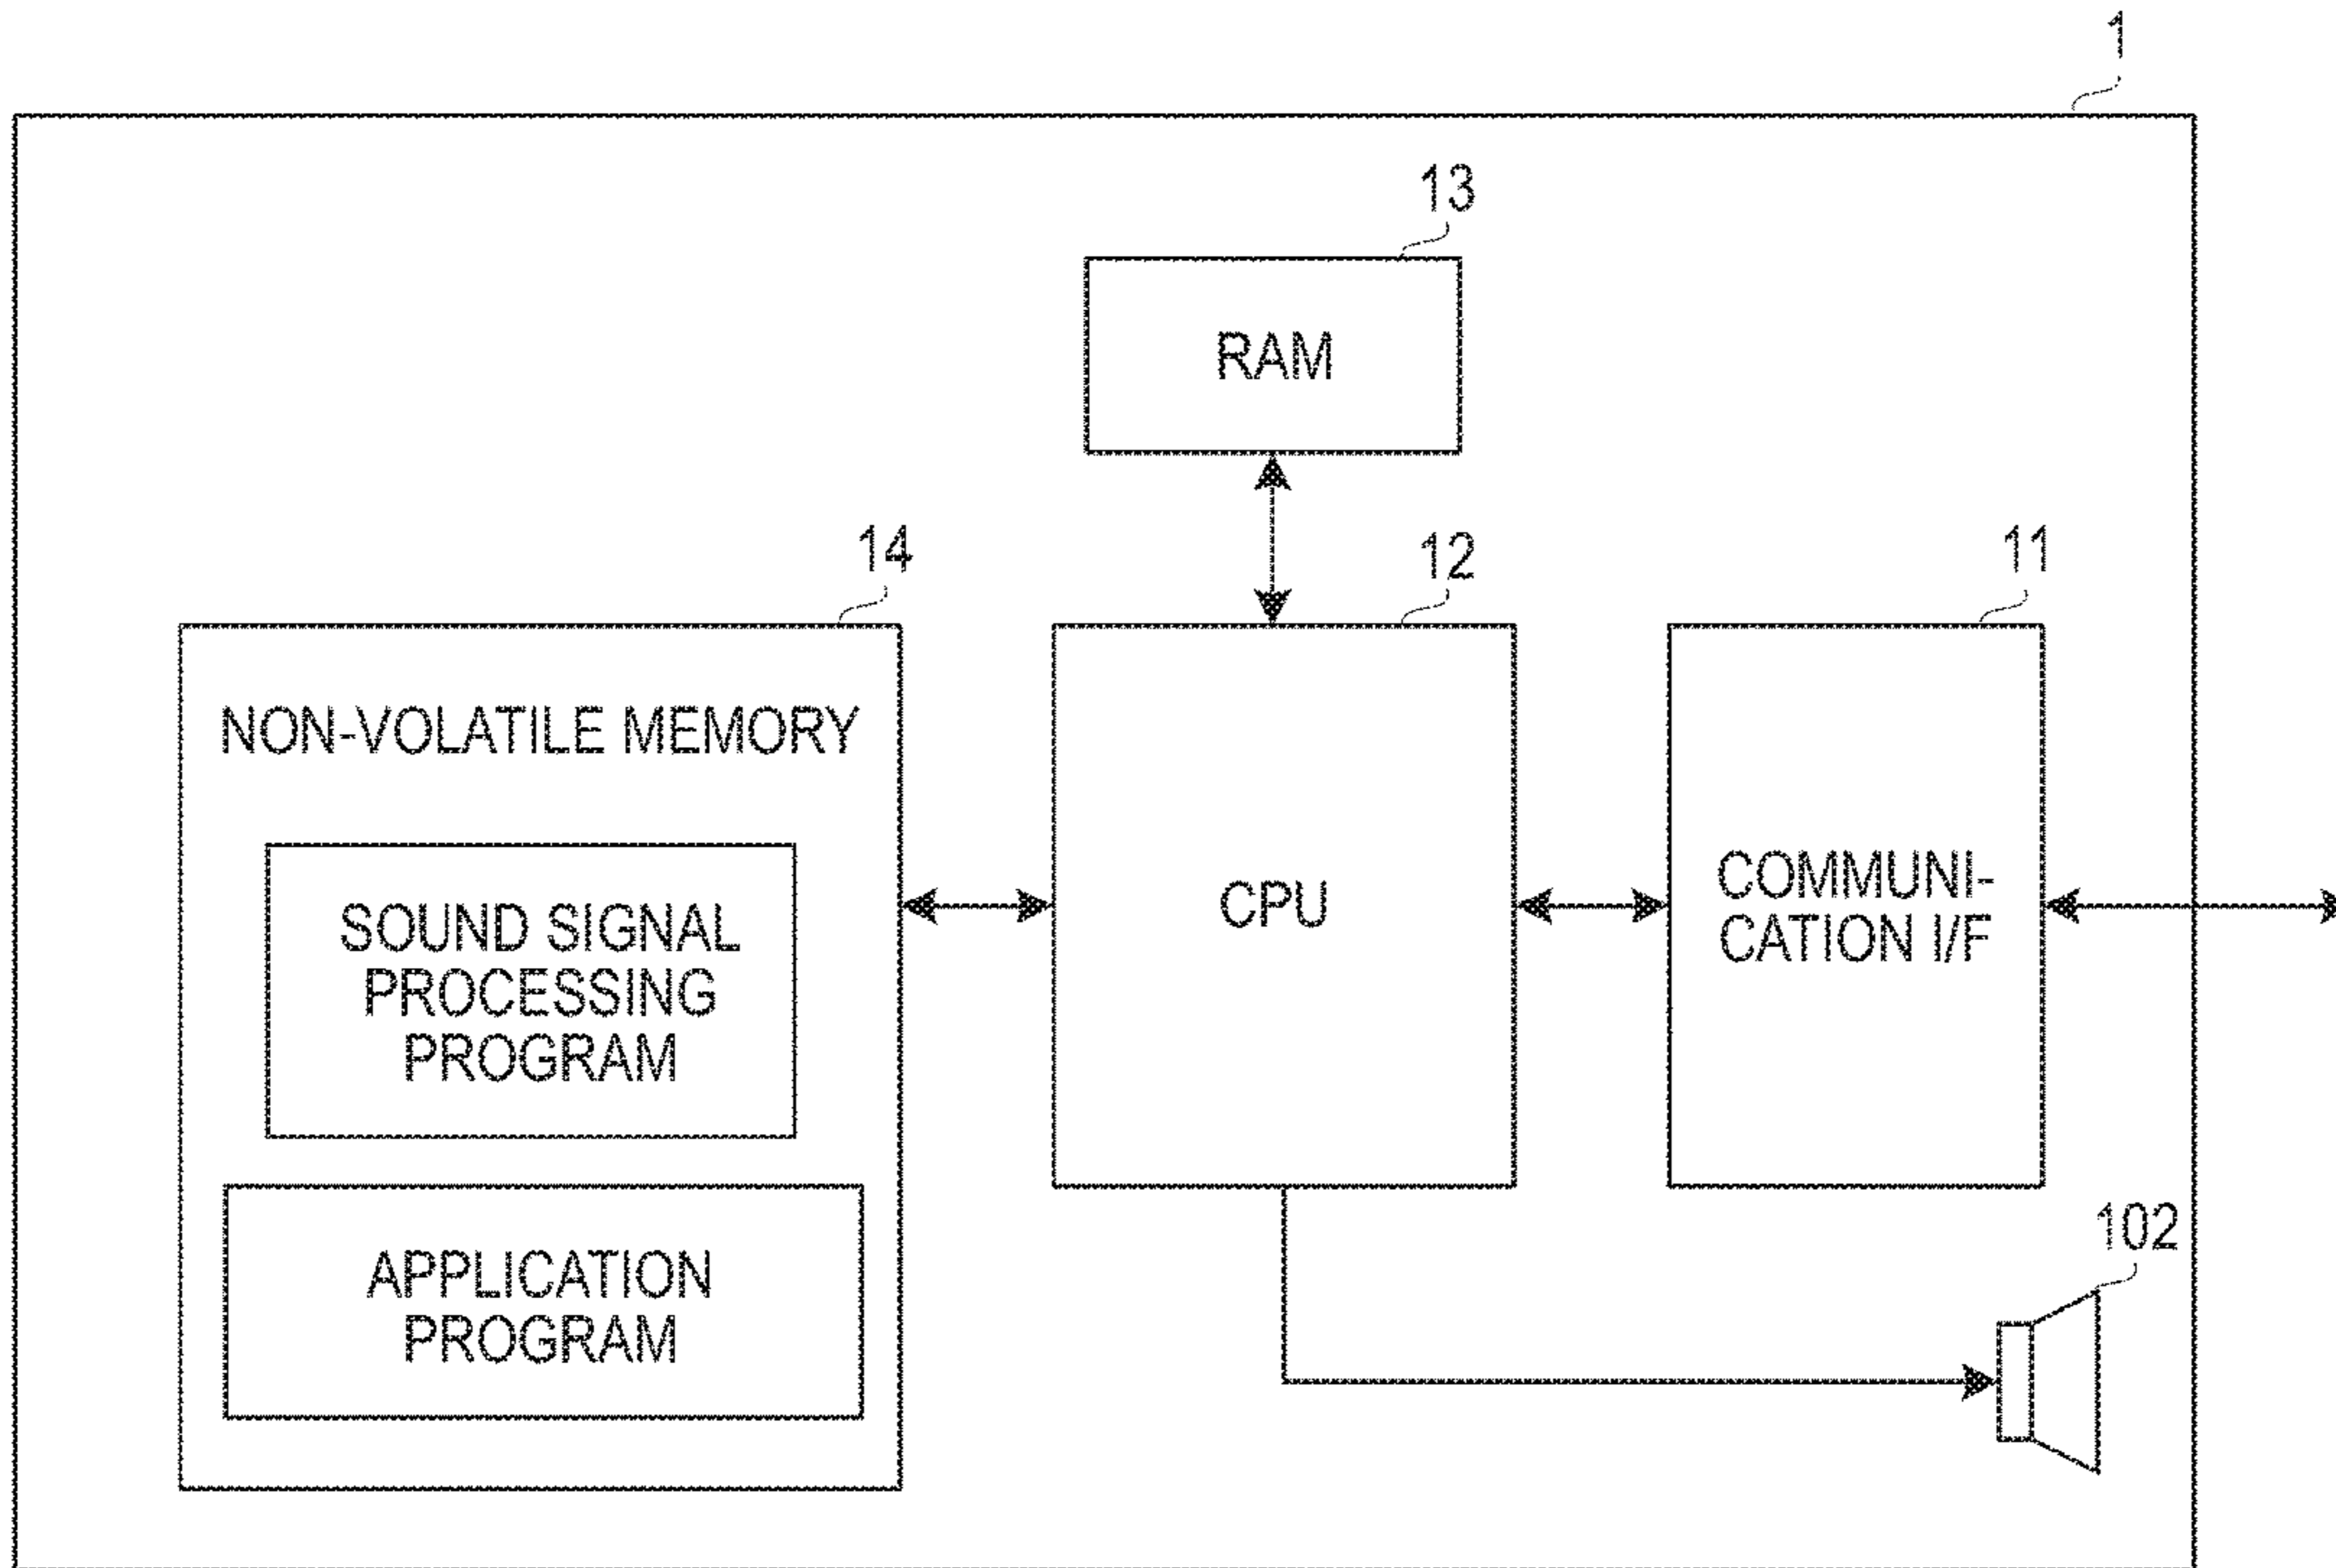 1
13
RAM
14
12
11
NON-VOLATILE MEMORY
SOUND SIGNAL
PROCESSING
PROGRAM
CPU
COMMUNI-
CATION I/F
102
APPLICATION
PROGRAM